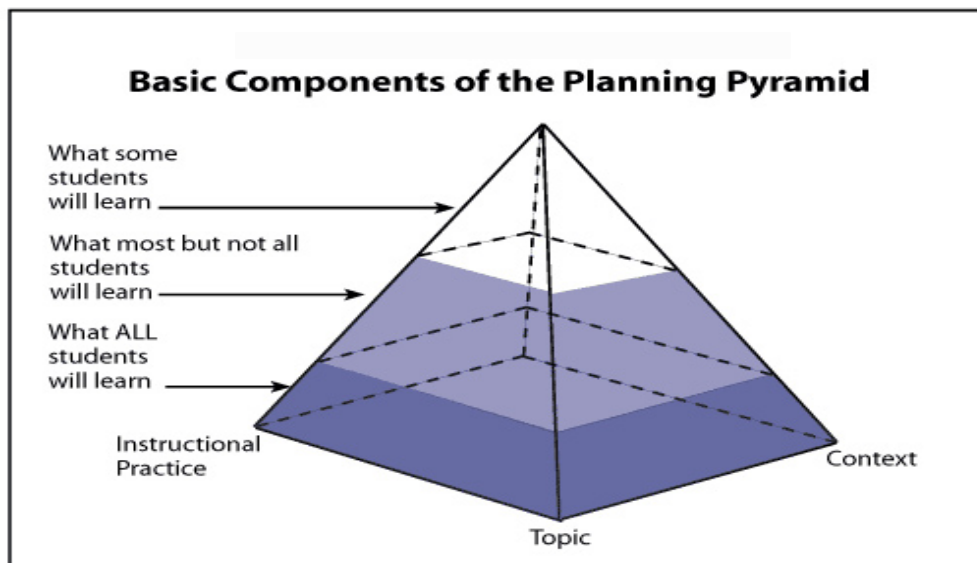 Basic Components of the Planning Pyramid
What some
students
will learn
What most but not all
students
will learn
What ALL
students
will learn
Instructional
Practice
Context
Topic